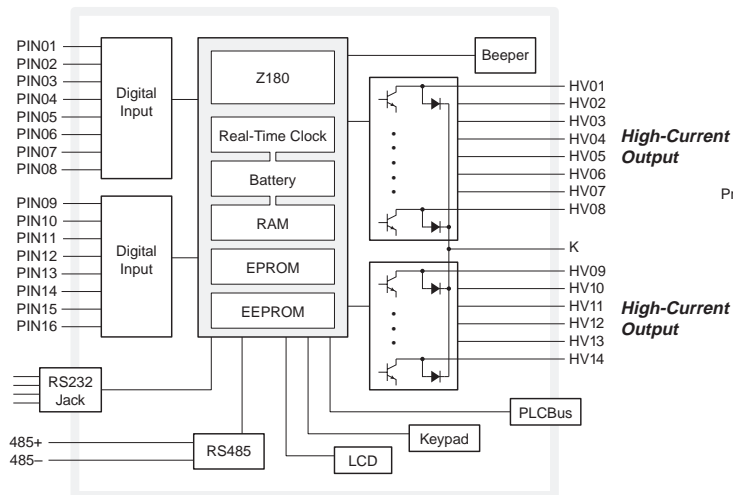 PIN01
PIN02
PIN03
PIN04
PIN05
PIN06
PIN07
PIN08
Digital
Input
PIN09
PIN10
PIN11
PIN12
PIN13
PIN14
PIN15
PIN16
Digital
Input
RS232
Jack
485+
485–
RS485
Z180
Real-Time Clock
Battery
RAM
EPROM
EEPROM
LCD
Keypad
PLCBus
Beeper
HV01
HV02
HV03
HV04
HV05
HV06
HV07
HV08
High-Current
Output
K
HV09
HV10
HV11
HV12
HV13
HV14
High-Current
Output